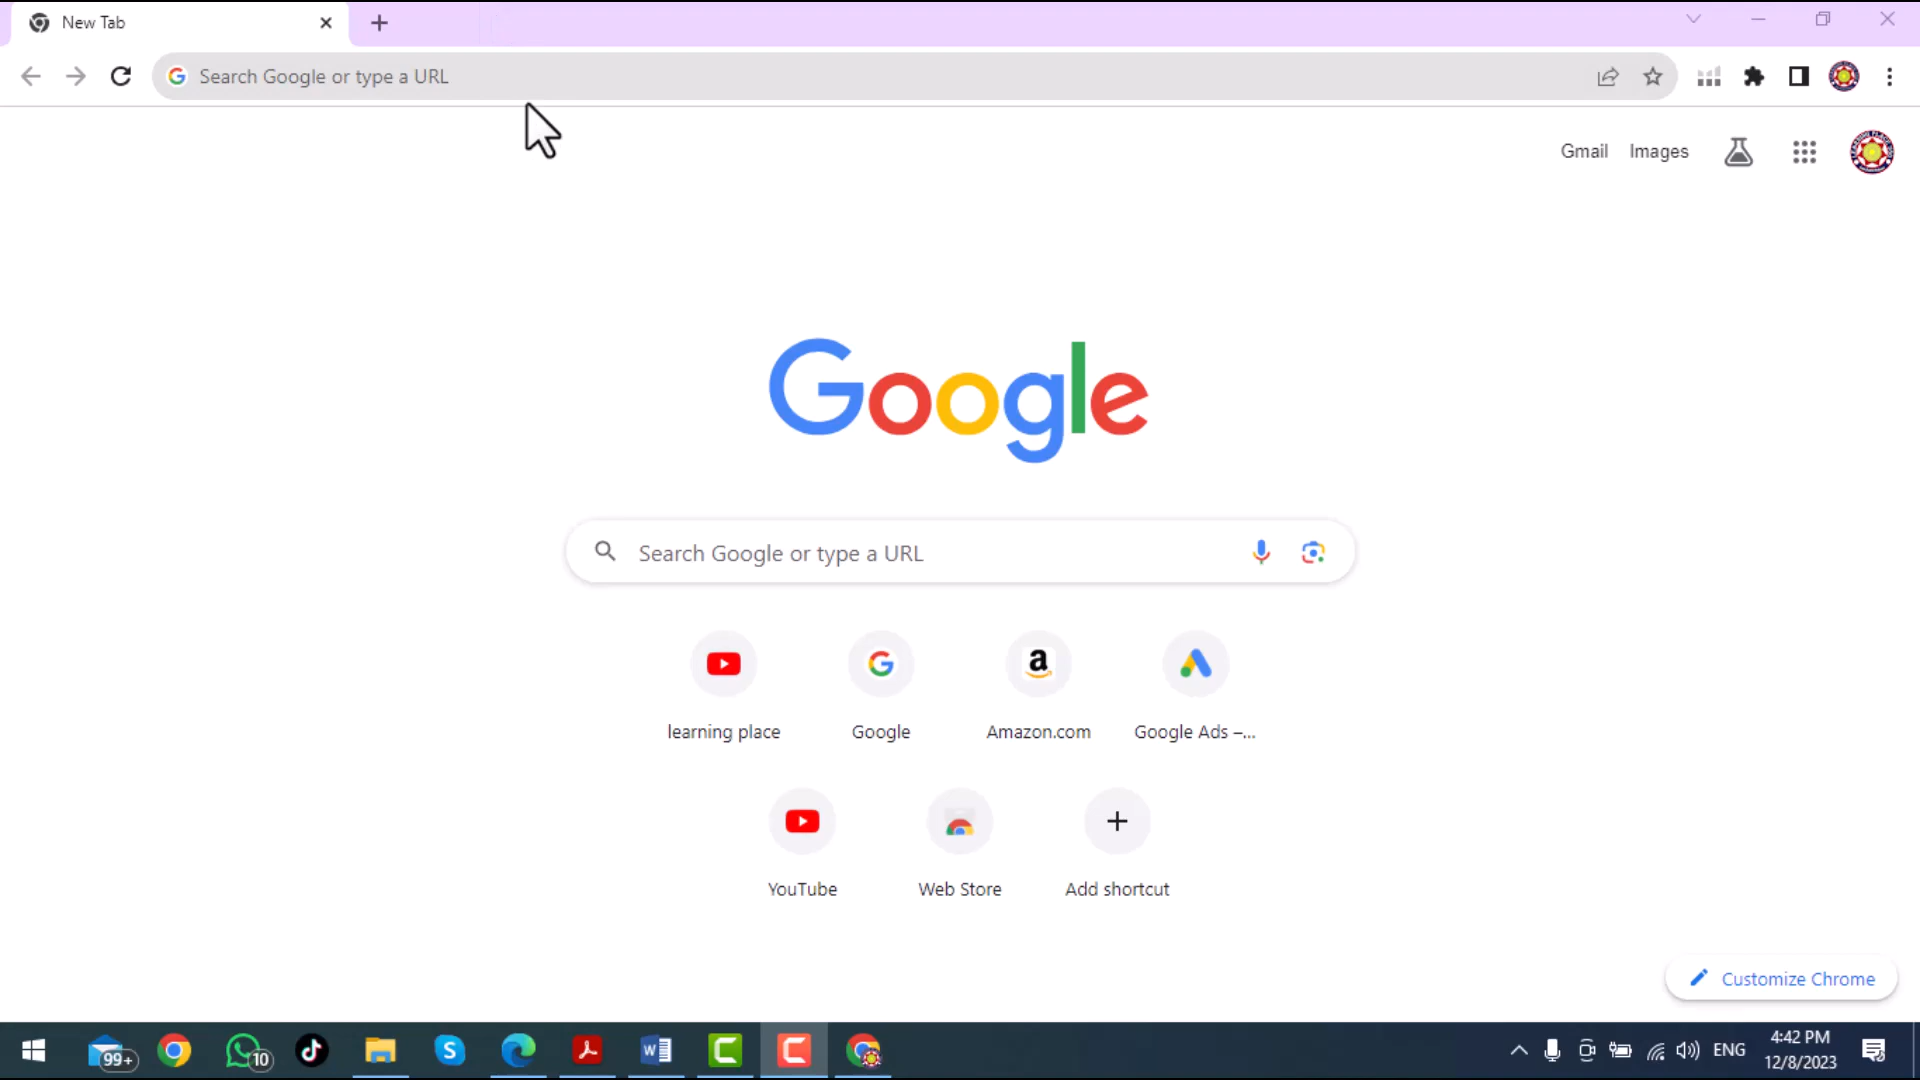 New Tab
Search Google or type a URL
Gmail Images
Google
Search Google or type a URL
learning place Google Amazon.com Google Ads –...
YouTube Web Store Add shortcut
Customize Chrome
99+ 10 ENG 4:42 PM
12/8/2023